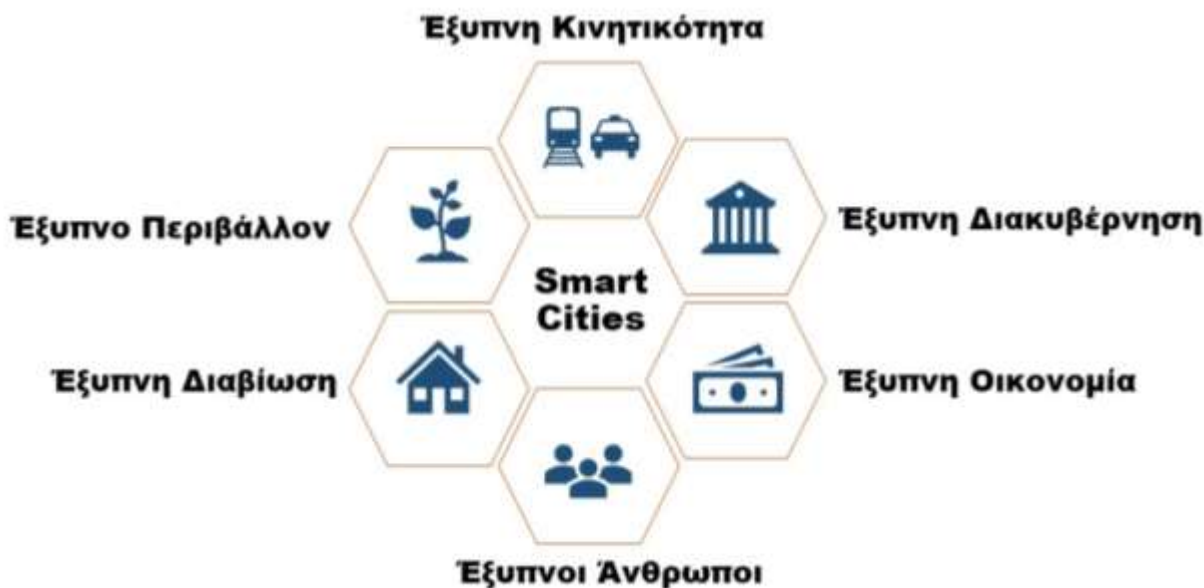 Έξυπνη Κινητικότητα
Έξυπνο Περιβάλλον
Έξυπνη Διακυβέρνηση
Smart
Cities
Έξυπνη Διαβίωση
Έξυπνη Οικονομία
Έξυπνοι Άνθρωποι